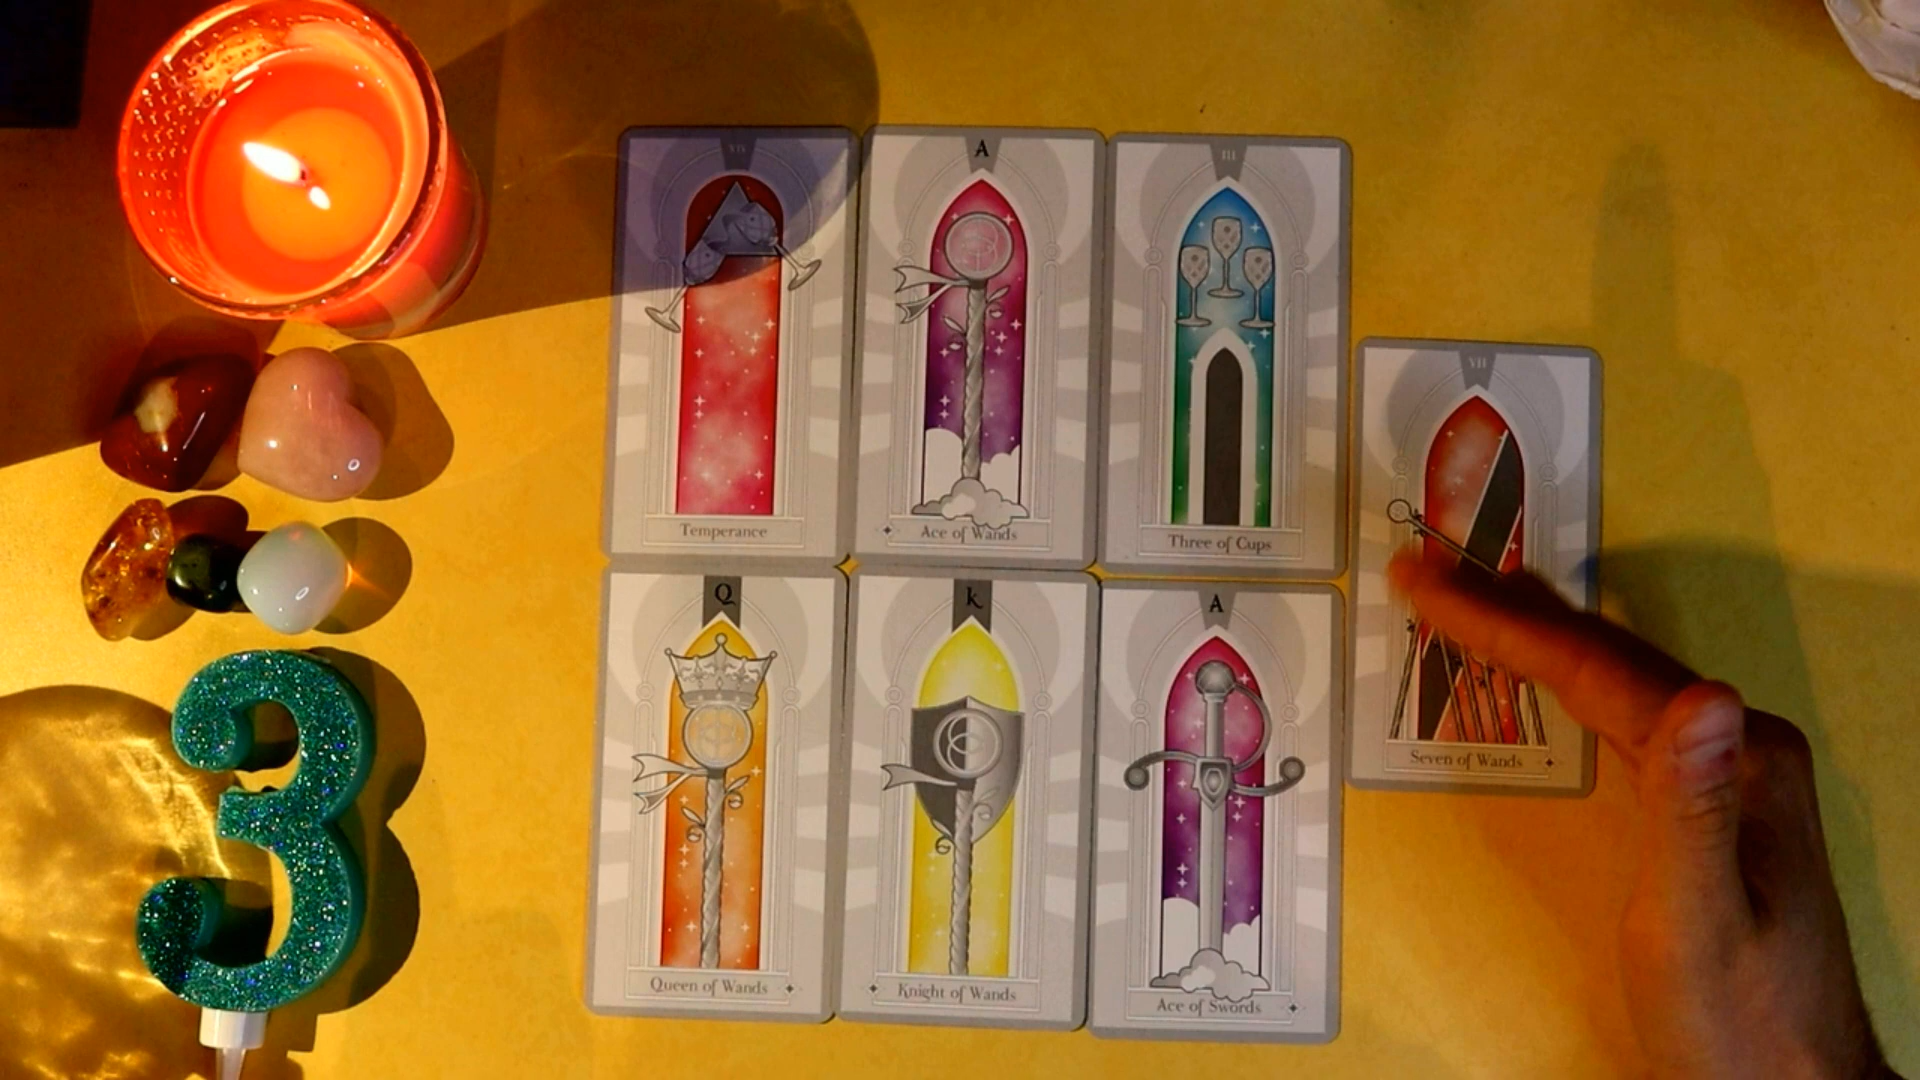 XIV
A
III
Temperance
Ace of Wands
Three of Cups
VII
Seven of Wands
Q
K
A
Queen of Wands
Knight of Wands
Ace of Swords
3